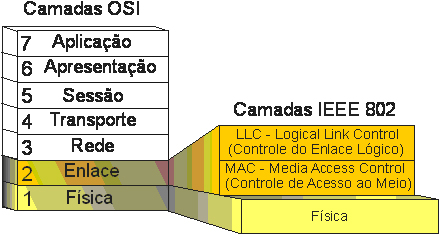 Camadas OSI
7 Aplicação
6 Apresentação
5 Sessão
4 Transporte
3 Rede
2 Enlace
1 Física
Camadas IEEE 802
LLC - Logical Link Control
(Controle do Enlace Lógico)
MAC - Media Access Control
(Controle de Acesso ao Meio)
Física